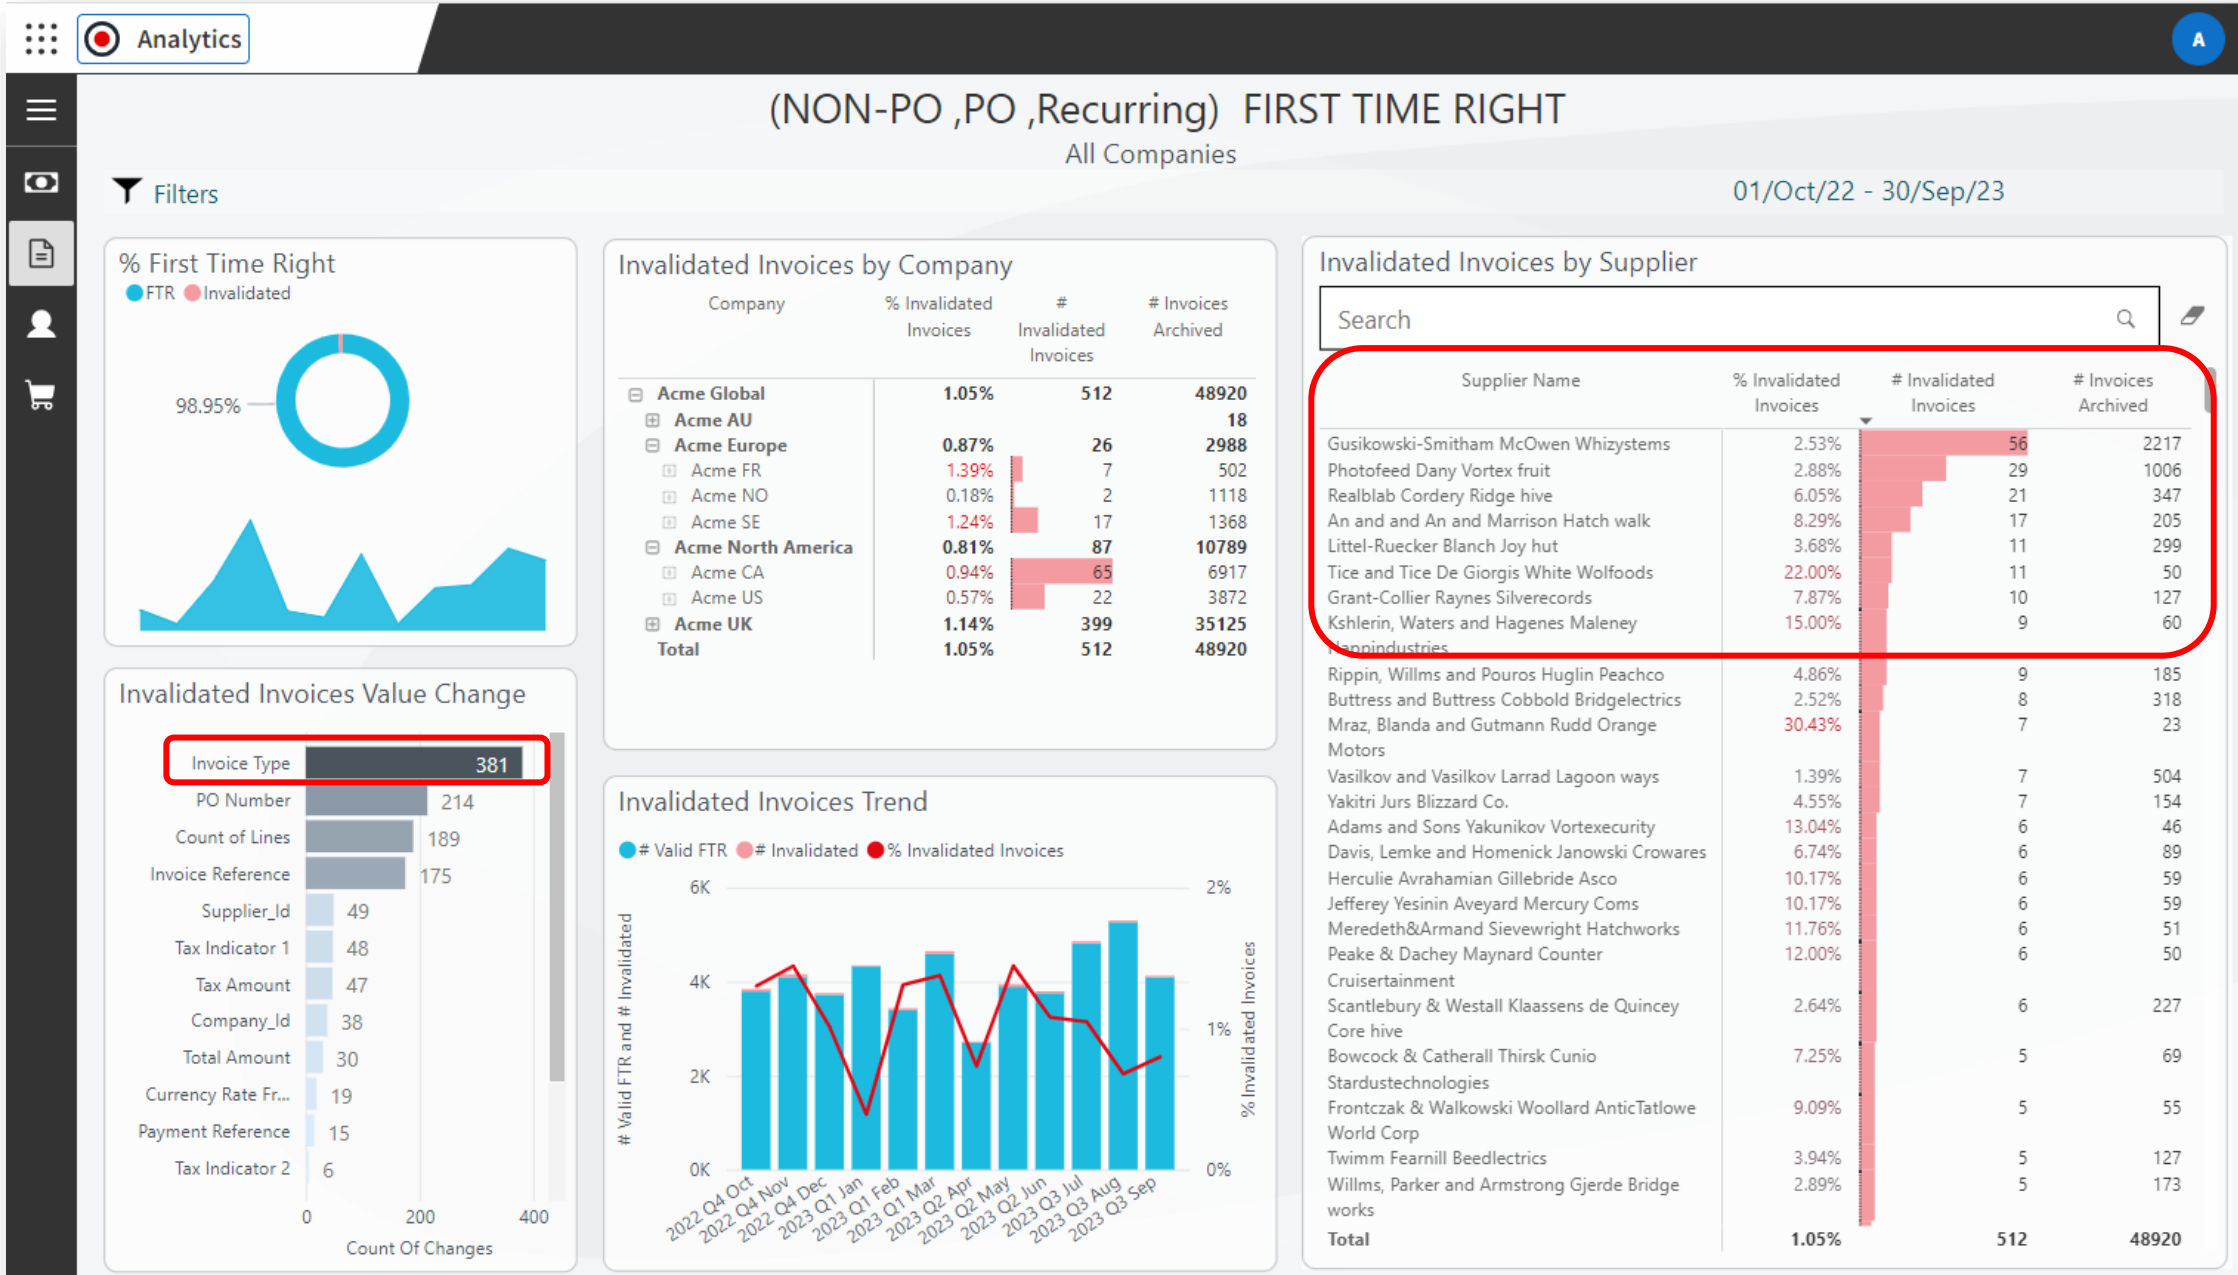 Analytics
A
(NON-PO ,PO ,Recurring) FIRST TIME RIGHT
All Companies
Filters
01/Oct/22 - 30/Sep/23
% First Time Right
FTR Invalidated
98.95%
Invalidated Invoices Value Change
Invoice Type 381
PO Number 214
Count of Lines 189
Invoice Reference 175
Supplier_Id 49
Tax Indicator 1 48
Tax Amount 47
Company_Id 38
Total Amount 30
Currency Rate Fr... 19
Payment Reference 15
Tax Indicator 2 6
0 200 400
Count Of Changes
Invalidated Invoices by Company
Company % Invalidated # # Invoices
Invoices Invalidated Archived
Invoices
Acme Global 1.05% 512 48920
Acme AU 18
Acme Europe 0.87% 26 2988
Acme FR 1.39% 7 502
Acme NO 0.18% 2 1118
Acme SE 1.24% 17 1368
Acme North America 0.81% 87 10789
Acme CA 0.94% 65 6917
Acme US 0.57% 22 3872
Acme UK 1.14% 399 35125
Total 1.05% 512 48920
Invalidated Invoices Trend
# Valid FTR # Invalidated % Invalidated Invoices
# Valid FTR and # Invalidated
6K 2%
4K
1%
2K
0K 0%
% Invalidated Invoices
2022 Q4 Oct
2022 Q4 Nov
2022 Q4 Dec
2023 Q1 Jan
2023 Q1 Feb
2023 Q1 Mar
2023 Q2 Apr
2023 Q2 May
2023 Q2 Jun
2023 Q3 Jul
2023 Q3 Aug
2023 Q3 Sep
Invalidated Invoices by Supplier
Search
Supplier Name % Invalidated # Invalidated # Invoices
Invoices Invoices Archived
Gusikowski-Smitham McOwen Whizystems 2.53% 56 2217
Photofeed Dany Vortex fruit 2.88% 29 1006
Realblab Cordery Ridge hive 6.05% 21 347
An and and An and Marrison Hatch walk 8.29% 17 205
Littel-Ruecker Blanch Joy hut 3.68% 11 299
Tice and Tice De Giorgis White Wolfoods 22.00% 11 50
Grant-Collier Raynes Silverecords 7.87% 10 127
Kshlerin, Waters and Hagenes Maleney 15.00% 9 60
Happindustries
Rippin, Willms and Pouros Huglin Peachco 4.86% 9 185
Buttress and Buttress Cobbold Bridgelectrics 2.52% 8 318
Mraz, Blanda and Gutmann Rudd Orange 30.43% 7 23
Motors
Vasilkov and Vasilkov Larrad Lagoon ways 1.39% 7 504
Yakitri Jurs Blizzard Co. 4.55% 7 154
Adams and Sons Yakunikov Vortexecurity 13.04% 6 46
Davis, Lemke and Homenick Janowski Crowares 6.74% 6 89
Herculie Avrahamian Gillebride Asco 10.17% 6 59
Jefferey Yesinin Aveyard Mercury Coms 10.17% 6 59
Meredeth&Armand Sievewright Hatchworks 11.76% 6 51
Peake & Dachey Maynard Counter 12.00% 6 50
Cruisertainment
Scantlebury & Westall Klaassens de Quincey 2.64% 6 227
Core hive
Bowcock & Catherall Thirsk Cunio 7.25% 5 69
Stardustechnologies
Frontczak & Walkowski Woollard AnticTatlowe 9.09% 5 55
World Corp
Twimm Fearnill Beedlectrics 3.94% 5 127
Willms, Parker and Armstrong Gjerde Bridge 2.89% 5 173
works
Total 1.05% 512 48920